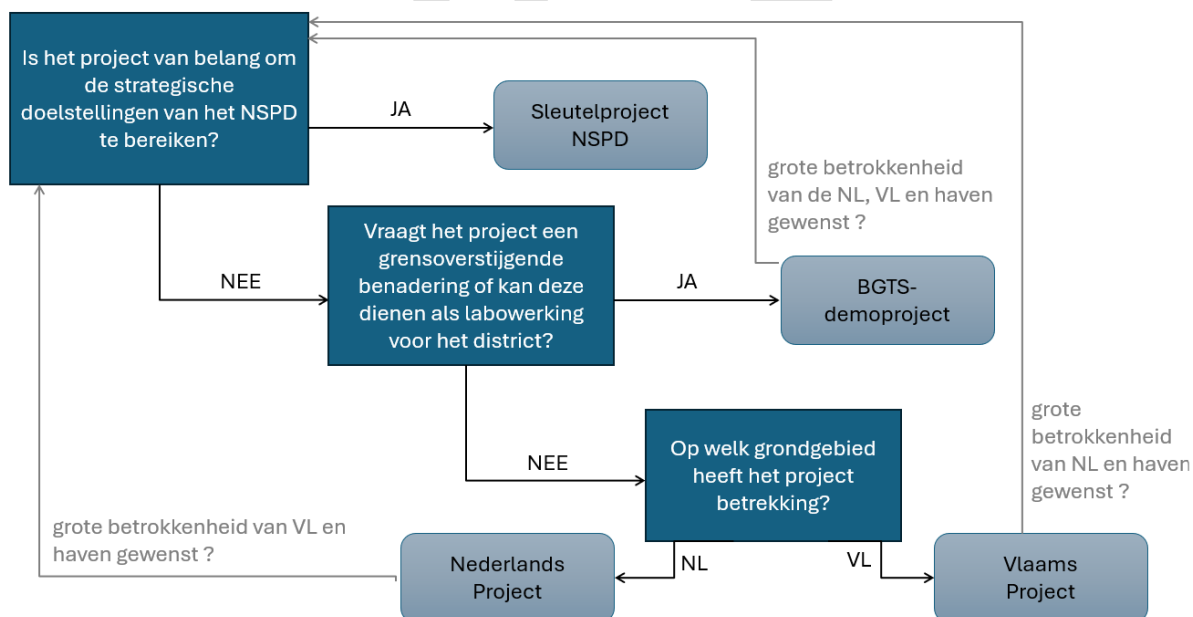 Is het project van belang om
de strategische
doelstellingen van het NSPD
te bereiken?
JA
Sleutelproject
NSPD
grote betrokkenheid
van de NL, VL en haven
gewenst ?
NEE
Vraagt het project een
grensoverstijgende
benadering of kan deze
dienen als labowerking
voor het district?
JA
BGTS-
demoproject
NEE
Op welk grondgebied
heeft het project
betrekking?
grote
betrokkenheid
van NL en haven
gewenst ?
grote betrokkenheid van VL en
haven gewenst ?
Nederlands
Project
NL
VL
Vlaams
Project